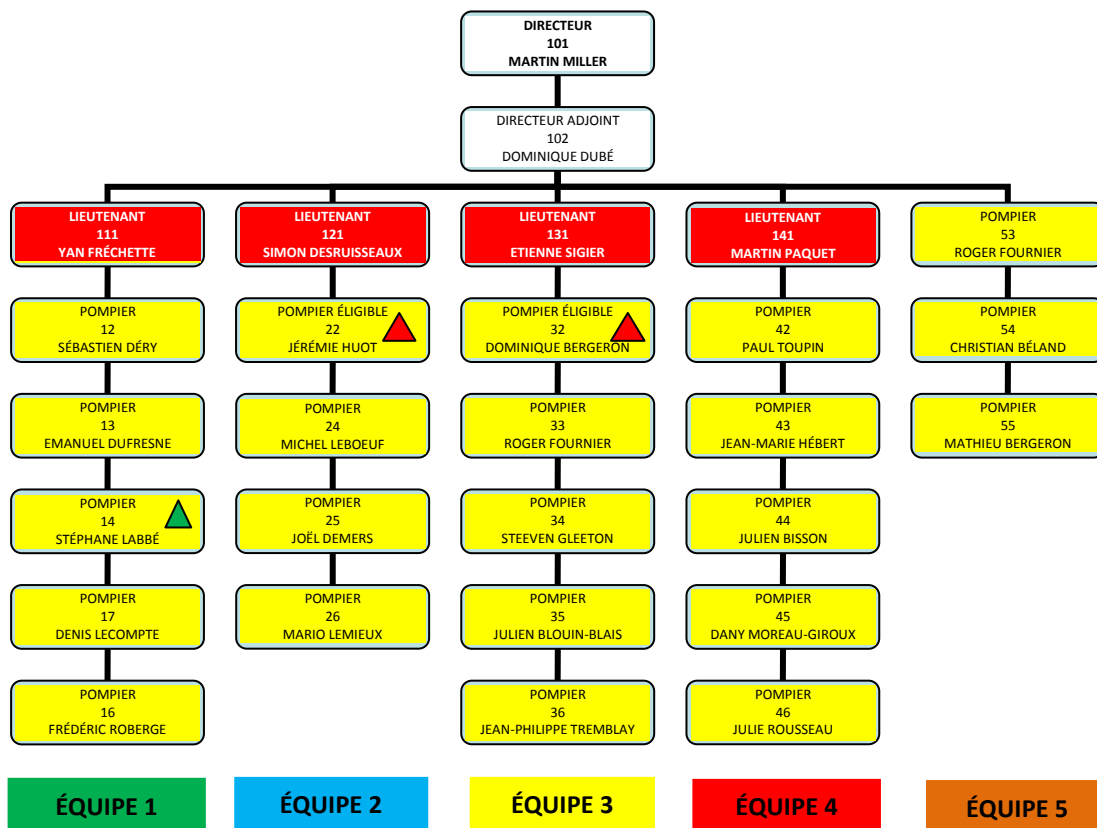 DIRECTEUR
101
MARTIN MILLER
DIRECTEUR ADJOINT
102
DOMINIQUE DUBÉ
LIEUTENANT
111
YAN FRÉCHETTE
LIEUTENANT
121
SIMON DESRUISSEAUX
LIEUTENANT
131
ETIENNE SIGIER
LIEUTENANT
141
MARTIN PAQUET
POMPIER
53
ROGER FOURNIER
POMPIER
12
SÉBASTIEN DÉRY
POMPIER ÉLIGIBLE
22
JÉRÉMIE HUOT
POMPIER ÉLIGIBLE
32
DOMINIQUE BERGERON
POMPIER
42
PAUL TOUPIN
POMPIER
54
CHRISTIAN BÉLAND
POMPIER
13
EMANUEL DUFRESNE
POMPIER
24
MICHEL LEBOEUF
POMPIER
33
ROGER FOURNIER
POMPIER
43
JEAN-MARIE HÉBERT
POMPIER
55
MATHIEU BERGERON
POMPIER
14
STÉPHANE LABBÉ
POMPIER
25
JOËL DEMERS
POMPIER
34
STEEVEN GLEETON
POMPIER
44
JULIEN BISSON
POMPIER
17
DENIS LECOMPTE
POMPIER
26
MARIO LEMIEUX
POMPIER
35
JULIEN BLOUIN-BLAIS
POMPIER
45
DANY MOREAU-GIROUX
POMPIER
16
FRÉDÉRIC ROBERGE
POMPIER
36
JEAN-PHILIPPE TREMBLAY
POMPIER
46
JULIE ROUSSEAU
ÉQUIPE 1
ÉQUIPE 2
ÉQUIPE 3
ÉQUIPE 4
ÉQUIPE 5